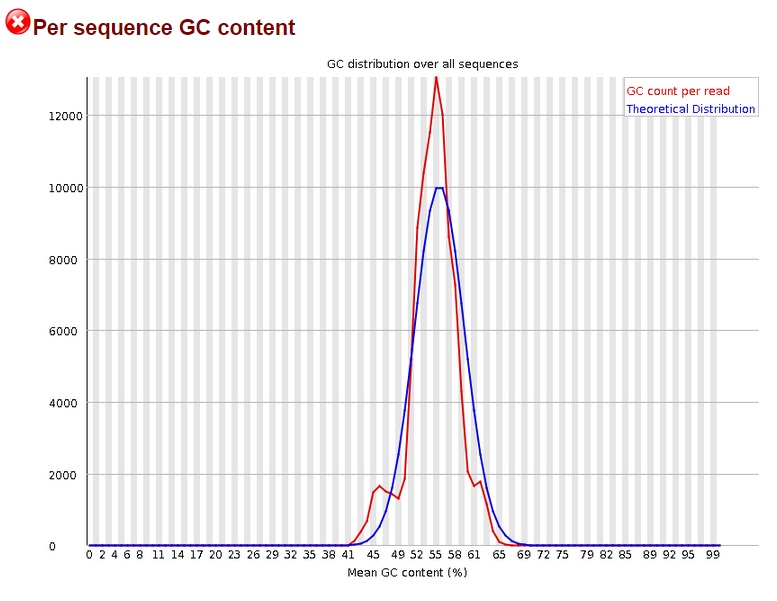 Per sequence GC content
GC distribution over all sequences
GC count per read
Theoretical Distribution
12000
10000
8000
6000
4000
2000
0
0 2 4 6 8 11 14 17 20 23 26 29 32 35 38 41 45 49 52 55 58 61 65 69 72 75 79 82 85 89 92 95 99
Mean GC content (%)